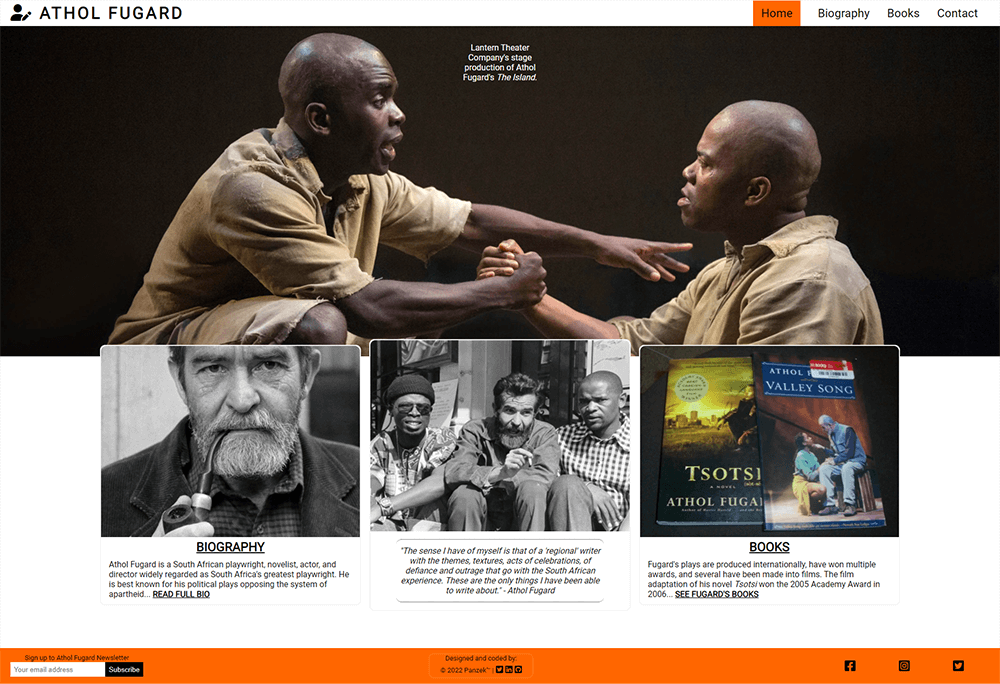 ATHOL FUGARD
Home Biography Books Contact
Lantern Theater
Company's stage
production of Athol
Fugard's The Island.
TSOTSI
A NOVEL
ATHOL FUGARD
ATHOL
VALLEY SONG
BIOGRAPHY
Athol Fugard is a South African playwright, novelist, actor, and
director widely regarded as South Africa's greatest playwright. He
is best known for his political plays opposing the system of
apartheid... READ FULL BIO
"The sense I have of myself is that of a 'regional' writer
with the themes, textures, acts of celebrations, of
defiance and outrage that go with the South African
experience. These are the only things I have been able
to write about." - Athol Fugard
BOOKS
Fugard's plays are produced internationally, have won multiple
awards, and several have been made into films. The film
adaptation of his novel Tsotsi won the 2005 Academy Award in
2006... SEE FUGARD'S BOOKS
Sign up to Athol Fugard Newsletter
Your email address Subscribe
Designed and coded by:
© 2022 Panzek™ |